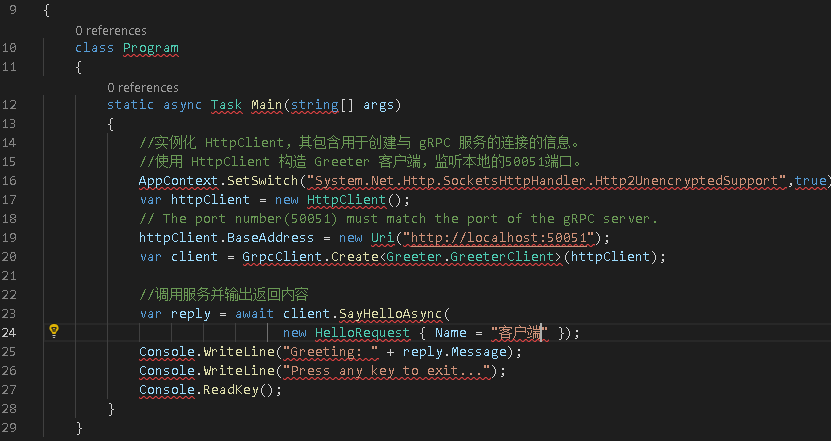 9 {
0 references
10 class Program
11 {
0 references
12 static async Task Main(string[] args)
13 {
14 //实例化 HttpClient，其包含用于创建与 gRPC 服务的连接的信息。
15 //使用 HttpClient 构造 Greeter 客户端，监听本地的50051端口。
16 AppContext.SetSwitch("System.Net.Http.SocketsHttpHandler.Http2UnencryptedSupport",true)
17 var httpClient = new HttpClient();
18 // The port number(50051) must match the port of the gRPC server.
19 httpClient.BaseAddress = new Uri("http://localhost:50051");
20 var client = GrpcClient.Create<Greeter.GreeterClient>(httpClient);
21
22 //调用服务并输出返回内容
23 var reply = await client.SayHelloAsync(
24 new HelloRequest { Name = "客户端" });
25 Console.WriteLine("Greeting: " + reply.Message);
26 Console.WriteLine("Press any key to exit...");
27 Console.ReadKey();
28 }
29 }